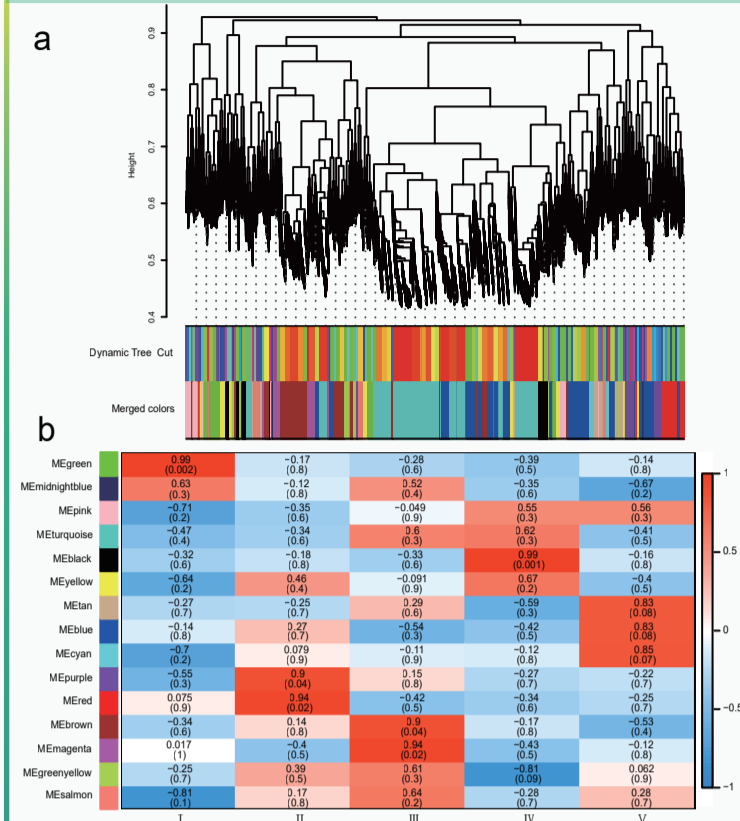 a
Height
0.9
0.8
0.7
0.6
0.5
0.4
Dynamic Tree Cut
Merged colors
b
MEgreen 0.99 −0.17 −0.28 −0.39 −0.14
(0.002) (0.8) (0.6) (0.5) (0.8)
MEmidnightblue 0.63 −0.12 0.52 −0.35 −0.67
(0.3) (0.8) (0.4) (0.6) (0.2)
MEpink −0.71 −0.35 −0.049 0.55 0.56
(0.2) (0.6) (0.9) (0.3) (0.3)
MEturquoise −0.47 −0.34 0.6 0.62 −0.41
(0.4) (0.6) (0.3) (0.3) (0.5)
MEblack −0.32 −0.18 −0.33 0.99 −0.16
(0.6) (0.8) (0.6) (0.001) (0.8)
MEyellow −0.64 0.46 −0.091 0.67 −0.4
(0.2) (0.4) (0.9) (0.2) (0.5)
MEtan −0.27 −0.25 0.29 −0.59 0.83
(0.7) (0.7) (0.6) (0.3) (0.08)
MEblue −0.14 0.27 −0.54 −0.42 0.83
(0.8) (0.7) (0.3) (0.5) (0.08)
MEcyan −0.7 0.079 −0.11 −0.12 0.85
(0.2) (0.9) (0.9) (0.8) (0.07)
MEpurple −0.55 0.9 0.15 −0.27 −0.22
(0.3) (0.04) (0.8) (0.7) (0.7)
MEred 0.075 0.94 −0.42 −0.34 −0.25
(0.9) (0.02) (0.5) (0.6) (0.7)
MEbrown −0.34 0.14 0.9 −0.17 −0.53
(0.6) (0.8) (0.04) (0.8) (0.4)
MEmagenta 0.017 −0.4 0.94 −0.43 −0.12
(1) (0.5) (0.02) (0.5) (0.8)
MEgreenyellow −0.25 0.39 0.61 −0.81 0.062
(0.7) (0.5) (0.3) (0.09) (0.9)
MEsalmon −0.81 0.17 0.64 −0.28 0.28
(0.1) (0.8) (0.2) (0.7) (0.7)
I II III IV V
1
0.5
0
−0.5
−1